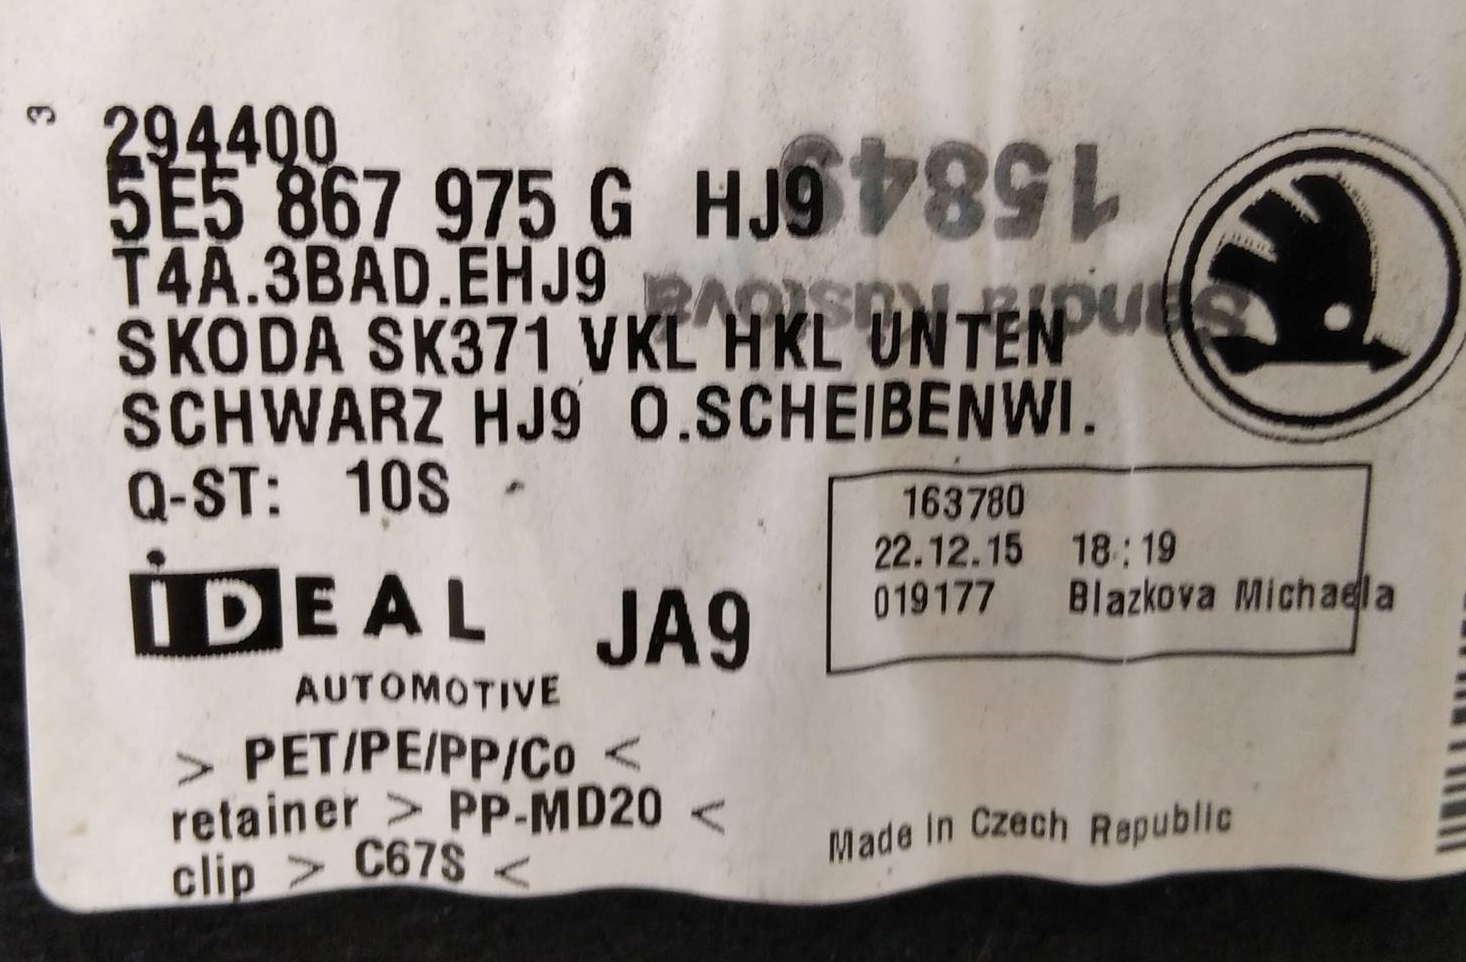 3
294400
5E5 867 975 G HJ9
15849
T4A.3BAD.EHJ9
SKODA SK371 VKL HKL UNTEN
SCHWARZ HJ9 O.SCHEIBENWI.
Q-ST: 10S
163780
22.12.15 18:19
019177 Blazkova Michaela
iDEAL
AUTOMOTIVE
JA9
> PET/PE/PP/Co <
retainer > PP-MD20 <
clip > C67S <
Made in Czech Republic